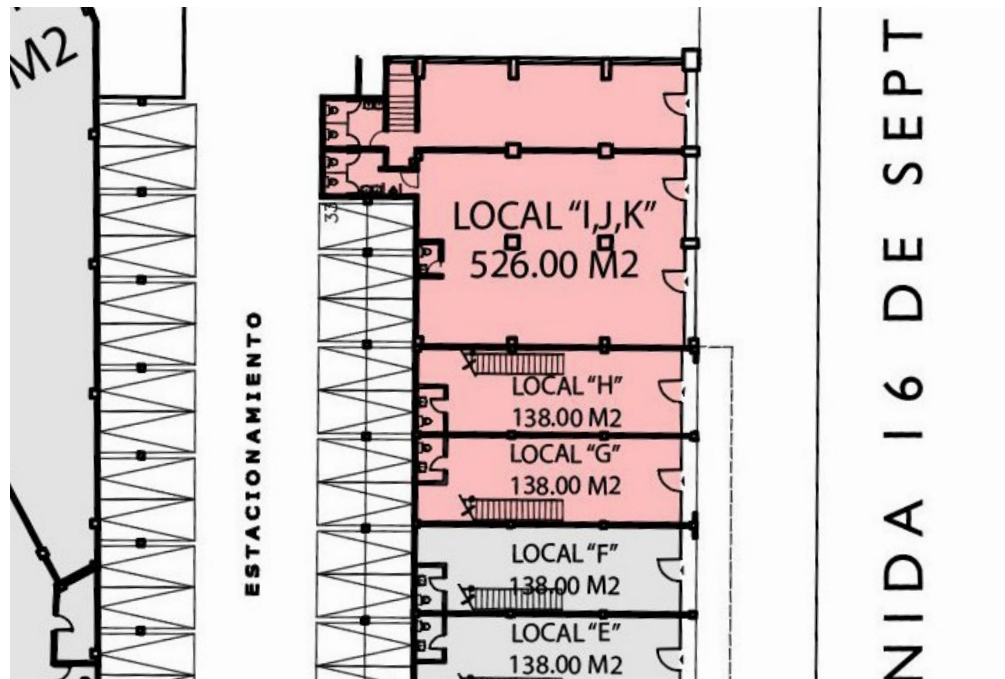 M2
33
LOCAL "I,J,K"
526.00 M2
ESTACIONAMIENTO
LOCAL "H"
138.00 M2
LOCAL "G"
138.00 M2
LOCAL "F"
138.00 M2
LOCAL "E"
138.00 M2
NIDA 16 DE SEPT